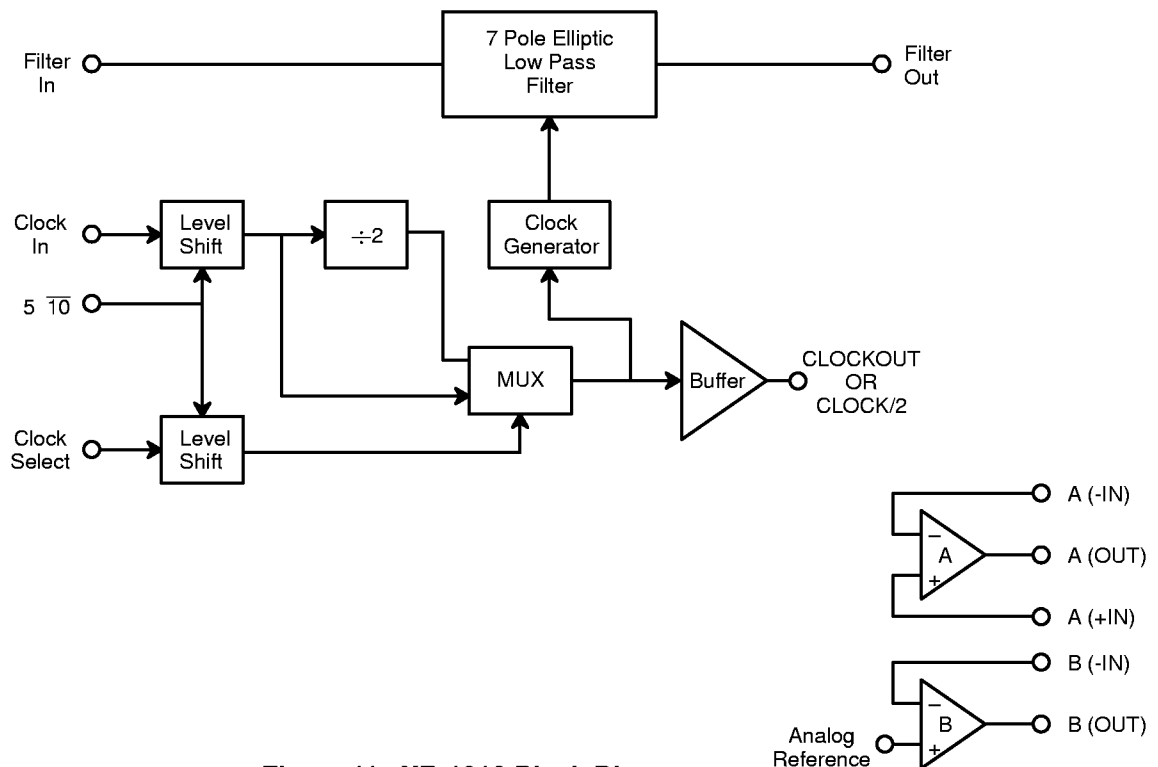 Filter
In
7 Pole Elliptic
Low Pass
Filter
Filter
Out
Clock
In
Level
Shift
÷2
Clock
Generator
5 10
MUX
Buffer
CLOCKOUT
OR
CLOCK/2
Clock
Select
Level
Shift
A (-IN)
−
A
+
A (OUT)
A (+IN)
B (-IN)
−
B
+
B (OUT)
Analog
Reference